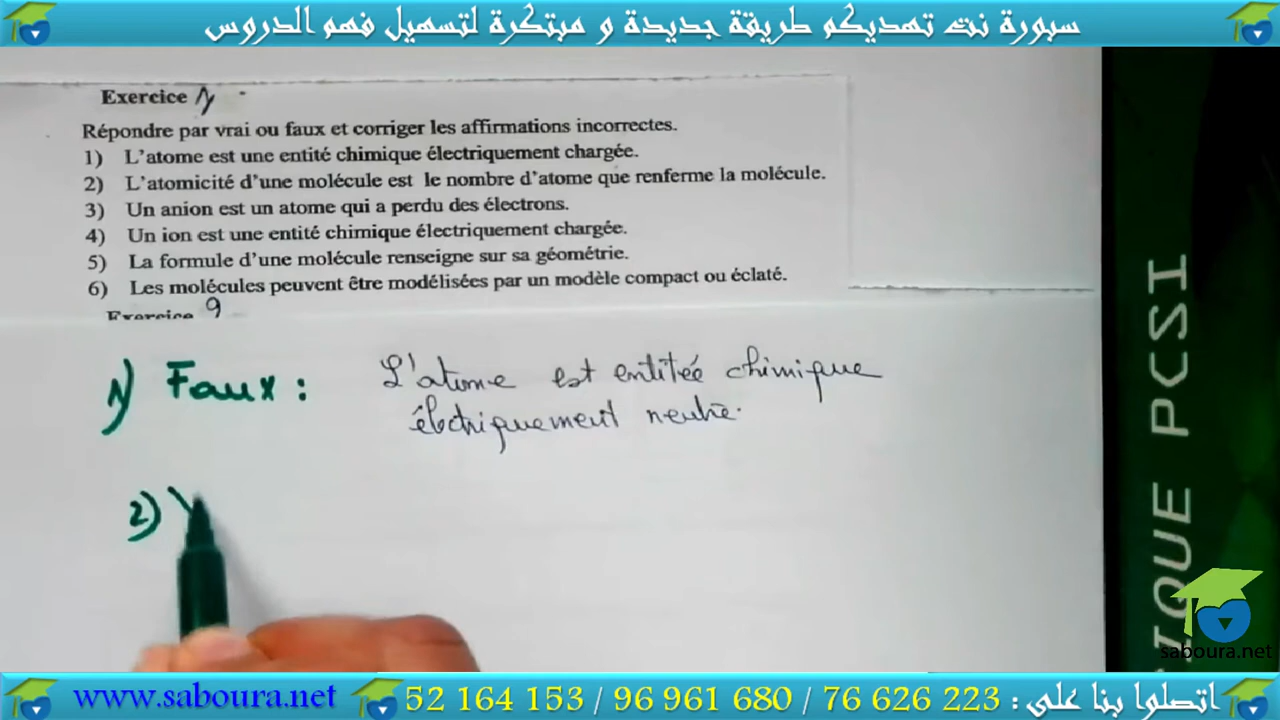 سبورة نت تهديكم طريقة جديدة و مبتكرة لتسهيل فهم الدروس
Exercice 1
Répondre par vrai ou faux et corriger les affirmations incorrectes.
1) L'atome est une entité chimique électriquement chargée.
2) L'atomicité d'une molécule est le nombre d'atome que renferme la molécule.
3) Un anion est un atome qui a perdu des électrons.
4) Un ion est une entité chimique électriquement chargée.
5) La formule d'une molécule renseigne sur sa géométrie.
6) Les molécules peuvent être modélisées par un modèle compact ou éclaté.
Exercice 9
1) Faux : L'atome est entitée chimique
électriquement neutre.
2)
IQUE PCSI
saboura.net
www.saboura.net 52 164 153 / 96 961 680 / 76 626 223 : اتصلوا بنا على